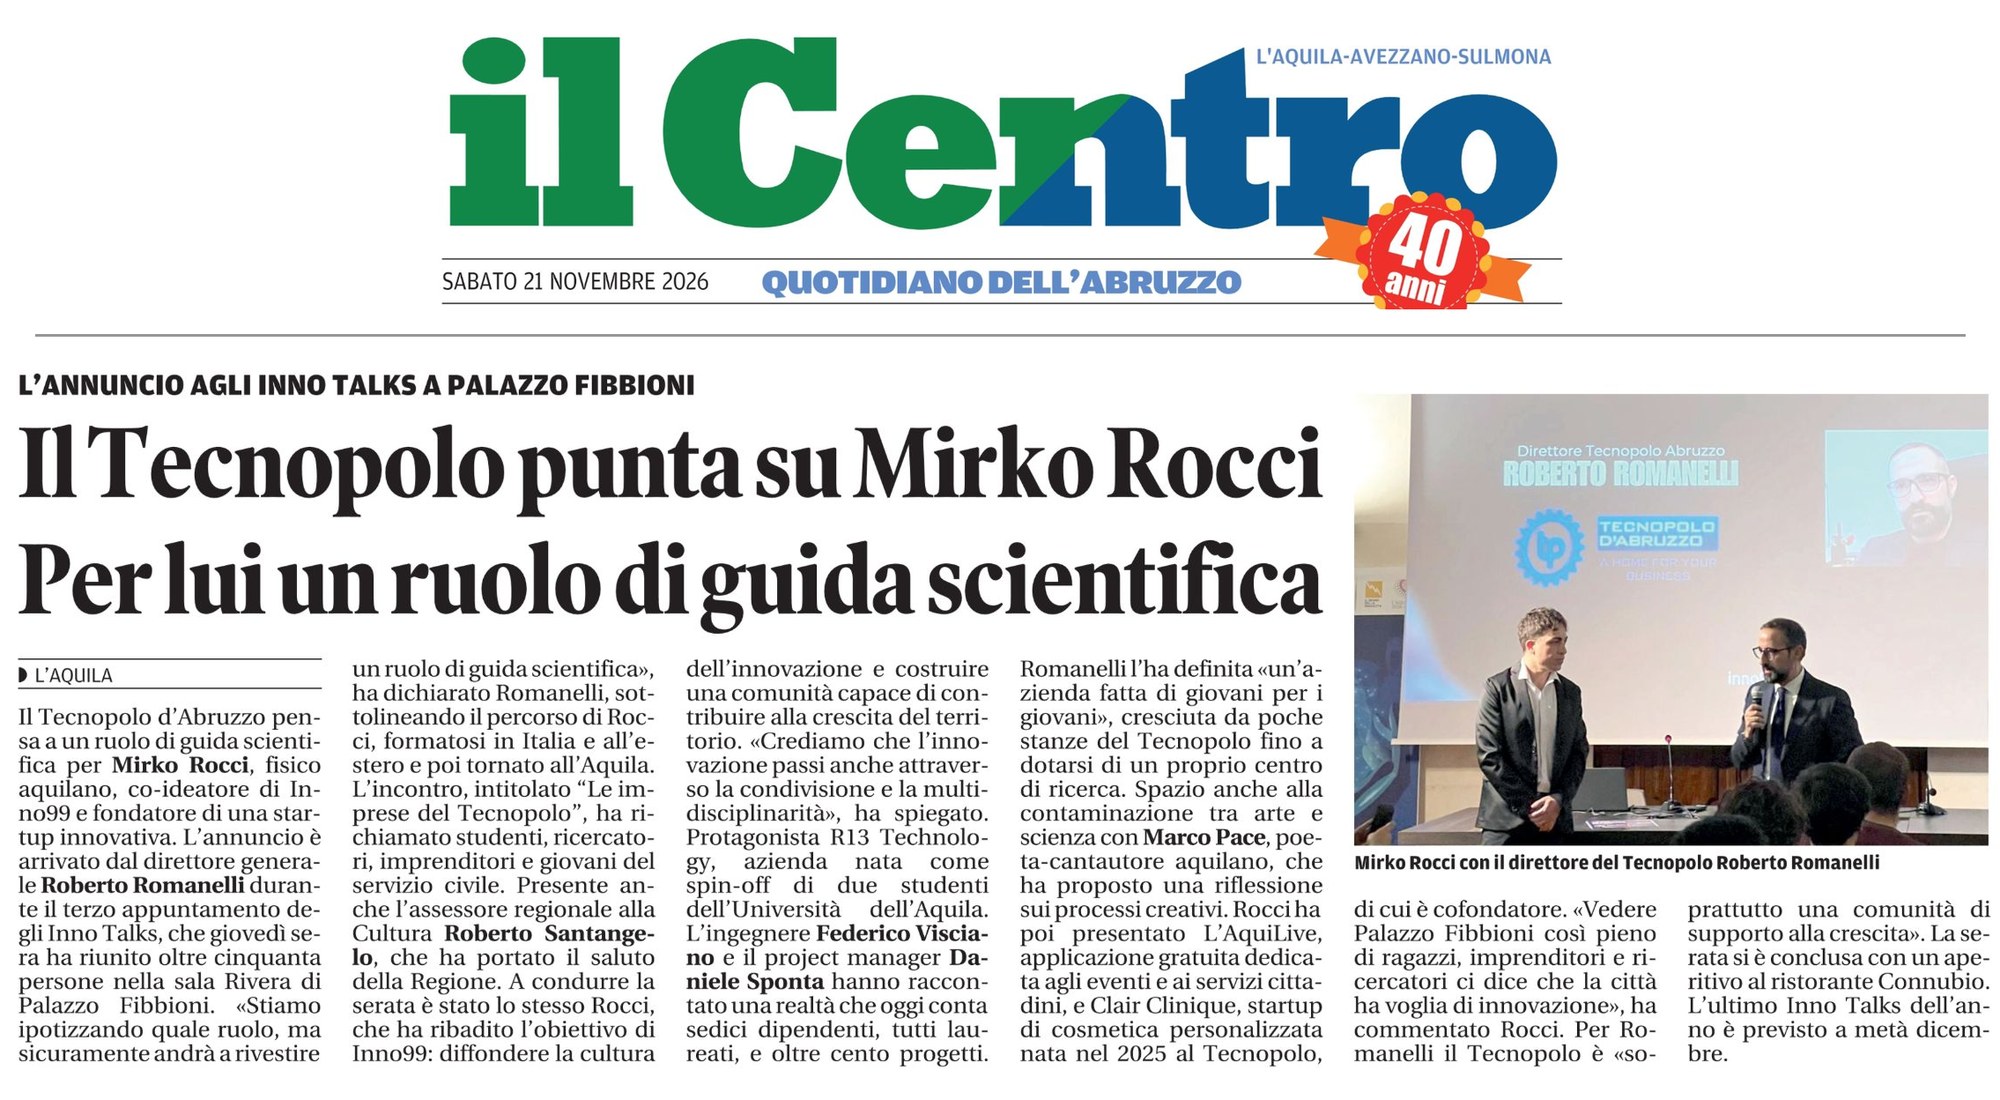 il Centro
L'AQUILA-AVEZZANO-SULMONA
40
anni
SABATO 21 NOVEMBRE 2026
QUOTIDIANO DELL'ABRUZZO
L'ANNUNCIO AGLI INNO TALKS A PALAZZO FIBBIONI
Il Tecnopolo punta su Mirko Rocci
Per lui un ruolo di guida scientifica
L'AQUILA
Il Tecnopolo d'Abruzzo pen-
sa a un ruolo di guida scienti-
fica per Mirko Rocci, fisico
aquilano, co-ideatore di In-
no99 e fondatore di una star-
tup innovativa. L'annuncio è
arrivato dal direttore genera-
le Roberto Romanelli duran-
te il terzo appuntamento de-
gli Inno Talks, che giovedì se-
ra ha riunito oltre cinquanta
persone nella sala Rivera di
Palazzo Fibbioni. «Stiamo
ipotizzando quale ruolo, ma
sicuramente andrà a rivestire
un ruolo di guida scientifica»,
ha dichiarato Romanelli, sot-
tolineando il percorso di Roc-
ci, formatosi in Italia e all'e-
stero e poi tornato all'Aquila.
L'incontro, intitolato “Le im-
prese del Tecnopolo”, ha ri-
chiamato studenti, ricercato-
ri, imprenditori e giovani del
servizio civile. Presente an-
che l'assessore regionale alla
Cultura Roberto Santange-
lo, che ha portato il saluto
della Regione. A condurre la
serata è stato lo stesso Rocci,
che ha ribadito l'obiettivo di
Inno99: diffondere la cultura
dell'innovazione e costruire
una comunità capace di con-
tribuire alla crescita del terri-
torio. «Crediamo che l'inno-
vazione passi anche attraver-
so la condivisione e la multi-
disciplinarità», ha spiegato.
Protagonista R13 Technolo-
gy, azienda nata come
spin-off di due studenti
dell'Università dell'Aquila.
L'ingegnere Federico Viscia-
no e il project manager Da-
niele Sponta hanno raccon-
tato una realtà che oggi conta
sedici dipendenti, tutti lau-
reati, e oltre cento progetti.
Romanelli l'ha definita «un'a-
zienda fatta di giovani per i
giovani», cresciuta da poche
stanze del Tecnopolo fino a
dotarsi di un proprio centro
di ricerca. Spazio anche alla
contaminazione tra arte e
scienza con Marco Pace, poe-
ta-cantautore aquilano, che
ha proposto una riflessione
sui processi creativi. Rocci ha
poi presentato L'AquiLive,
applicazione gratuita dedica-
ta agli eventi e ai servizi citta-
dini, e Clair Clinique, startup
di cosmetica personalizzata
nata nel 2025 al Tecnopolo,
Direttore Tecnopolo Abruzzo
ROBERTO ROMANELLI
tp
TECNOPOLO
D'ABRUZZO
A HOME FOR YOUR
BUSINESS
Mirko Rocci con il direttore del Tecnopolo Roberto Romanelli
di cui è cofondatore. «Vedere
Palazzo Fibbioni così pieno
di ragazzi, imprenditori e ri-
cercatori ci dice che la città
ha voglia di innovazione», ha
commentato Rocci. Per Ro-
manelli il Tecnopolo è «so-
prattutto una comunità di
supporto alla crescita». La se-
rata si è conclusa con un ape-
ritivo al ristorante Connubio.
L'ultimo Inno Talks dell'an-
no è previsto a metà dicem-
bre.